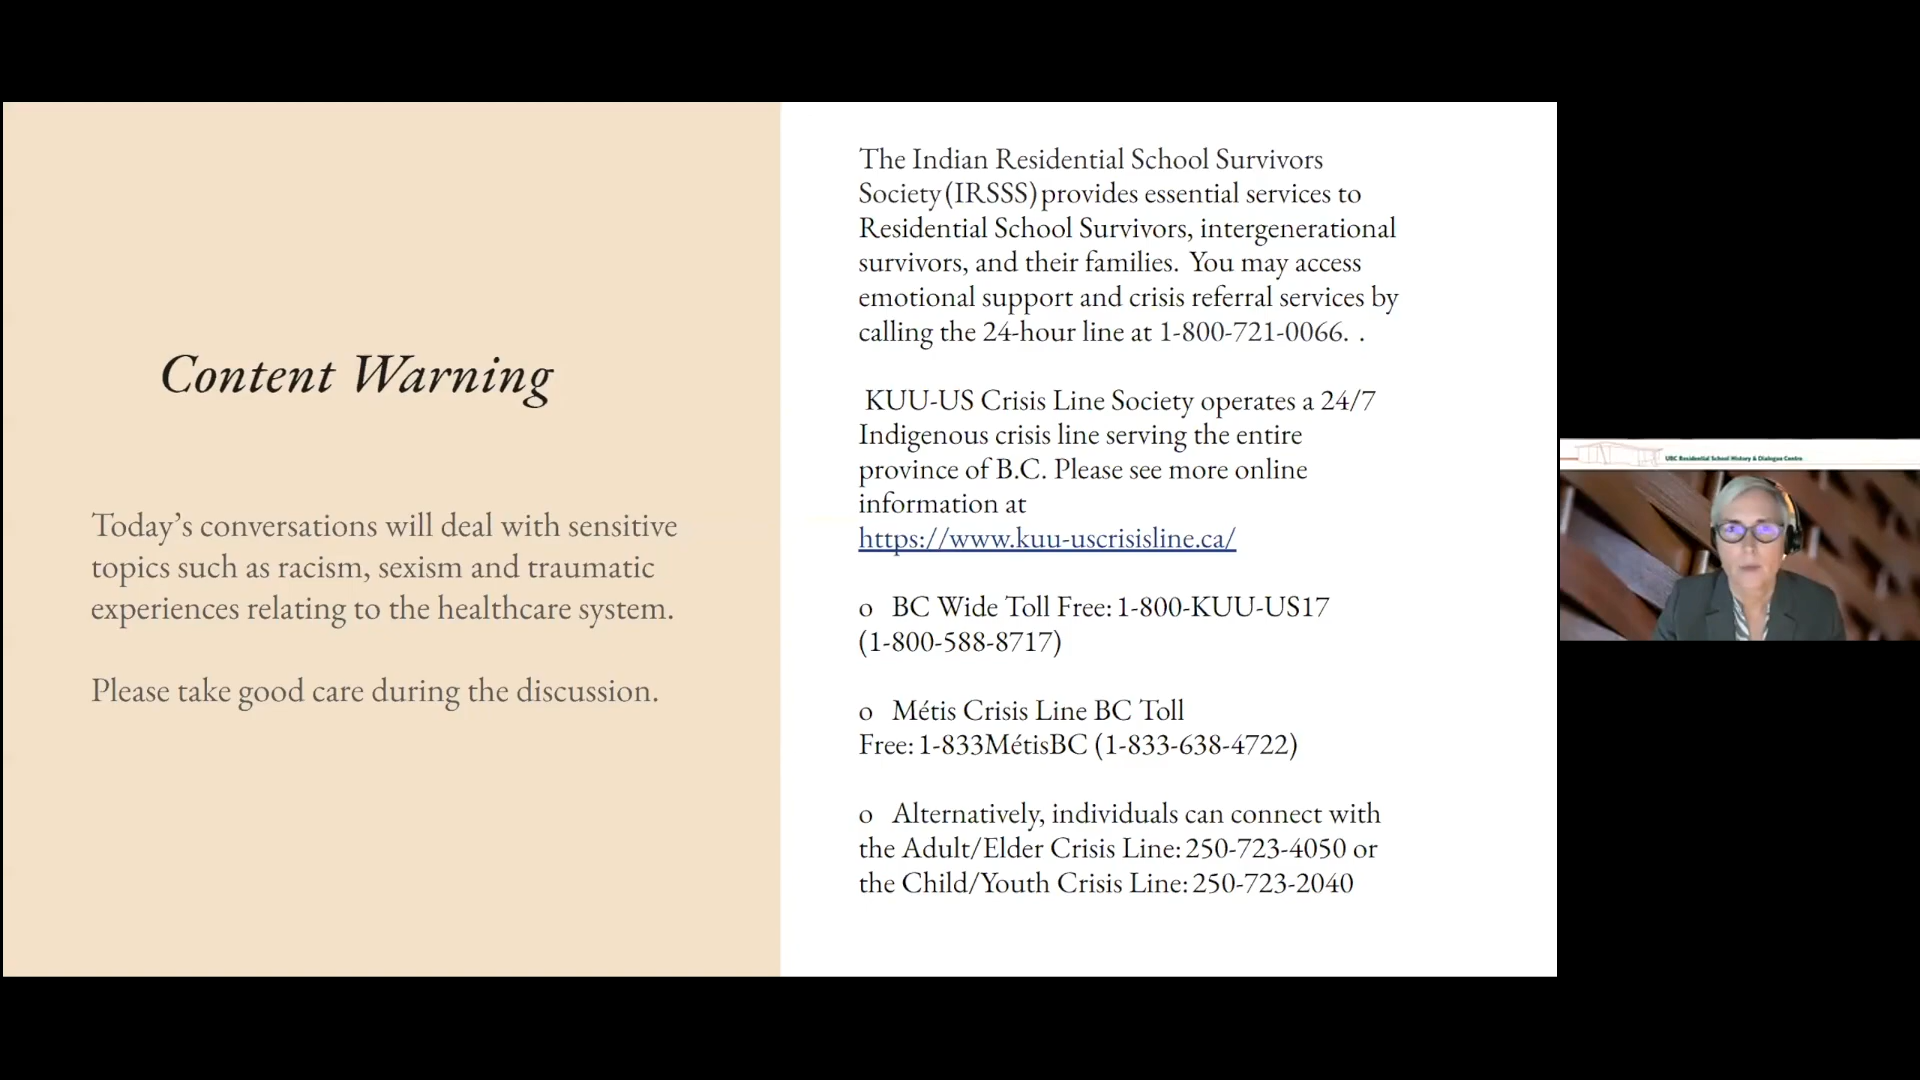 Content Warning
Today’s conversations will deal with sensitive
topics such as racism, sexism and traumatic
experiences relating to the healthcare system.
Please take good care during the discussion.
The Indian Residential School Survivors
Society (IRSSS) provides essential services to
Residential School Survivors, intergenerational
survivors, and their families. You may access
emotional support and crisis referral services by
calling the 24-hour line at 1-800-721-0066. .
KUU-US Crisis Line Society operates a 24/7
Indigenous crisis line serving the entire
province of B.C. Please see more online
information at
https://www.kuu-uscrisisline.ca/
o BC Wide Toll Free: 1-800-KUU-US17
(1-800-588-8717)
o Métis Crisis Line BC Toll
Free: 1-833MétisBC (1-833-638-4722)
o Alternatively, individuals can connect with
the Adult/Elder Crisis Line: 250-723-4050 or
the Child/Youth Crisis Line: 250-723-2040
UBC Residential School History & Dialogue Centre